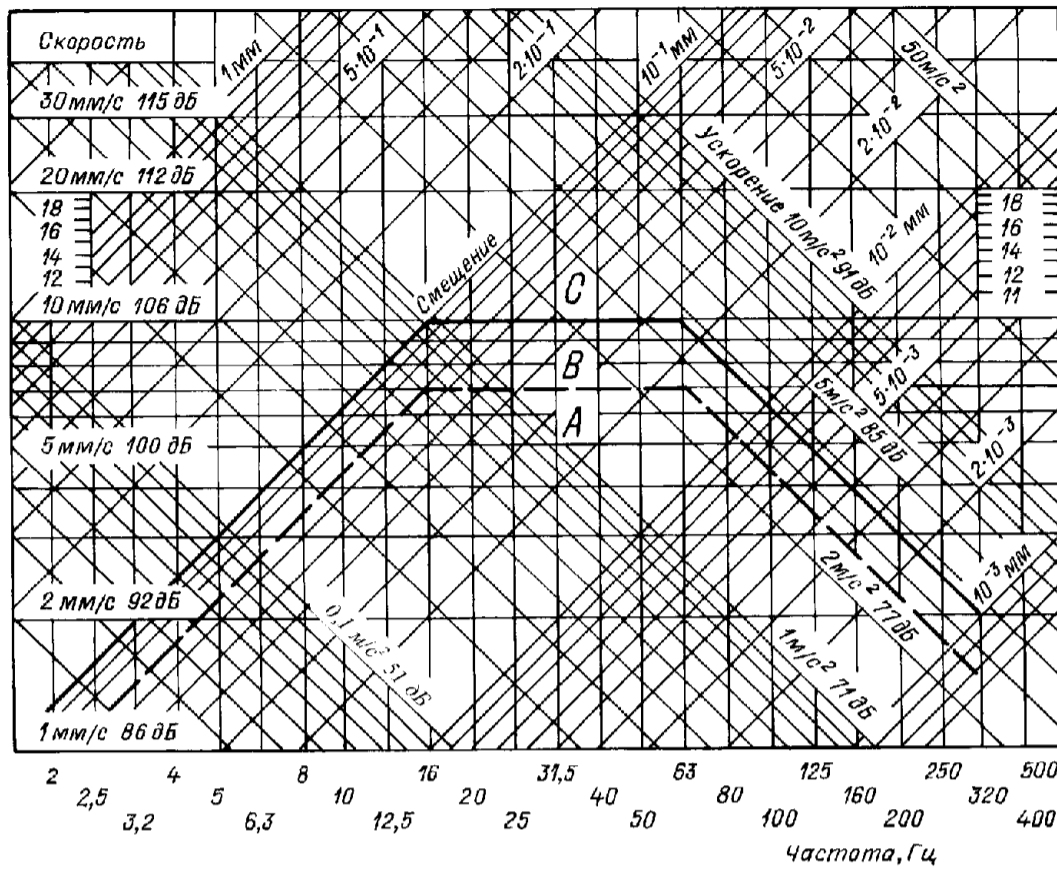 Скорость
30 мм/с 115 дБ
20 мм/с 112 дБ
18
16
14
12
10 мм/с 106 дБ
5 мм/с 100 дБ
2 мм/с 92 дБ
1 мм/с 86 дБ
1 мм
5·10⁻¹
2·10⁻¹
10⁻¹ мм
5·10⁻²
50 м/с²
2·10⁻²
Ускорение 10 м/с² 91 дБ
10⁻² мм
18
16
14
12
11
Смещение
C
B
A
5 м/с² 85 дБ
5·10⁻³
2·10⁻³
10⁻³ мм
2 м/с² 77 дБ
1 м/с² 71 дБ
0,1 м/с² 51 дБ
2 4 8 16 31,5 63 125 250 500
2,5 5 10 20 40 80 160 320
3,2 6,3 12,5 25 50 100 200 400
Частота, Гц